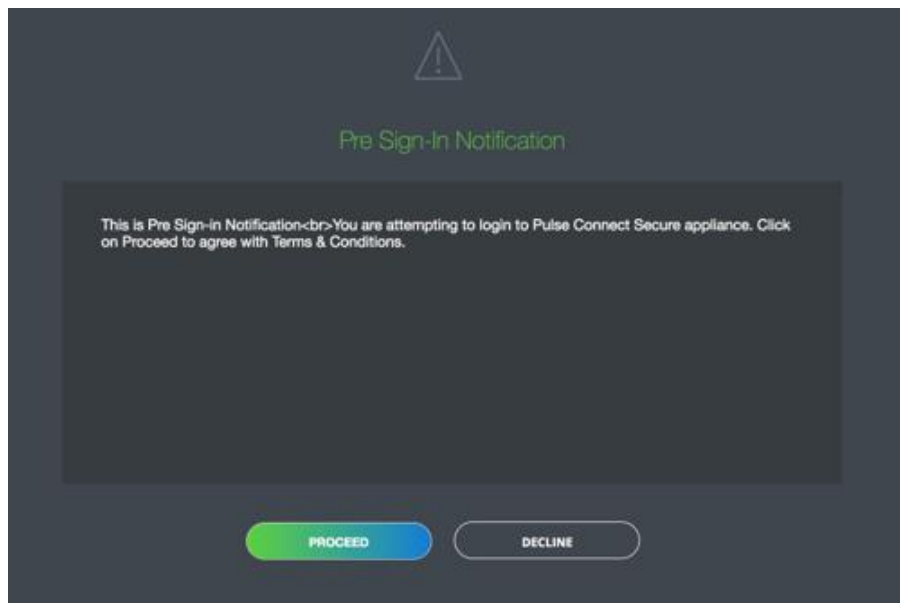 Pre Sign-In Notification
This is Pre Sign-in Notification<br>You are attempting to login to Pulse Connect Secure appliance. Click
on Proceed to agree with Terms & Conditions.
PROCEED
DECLINE